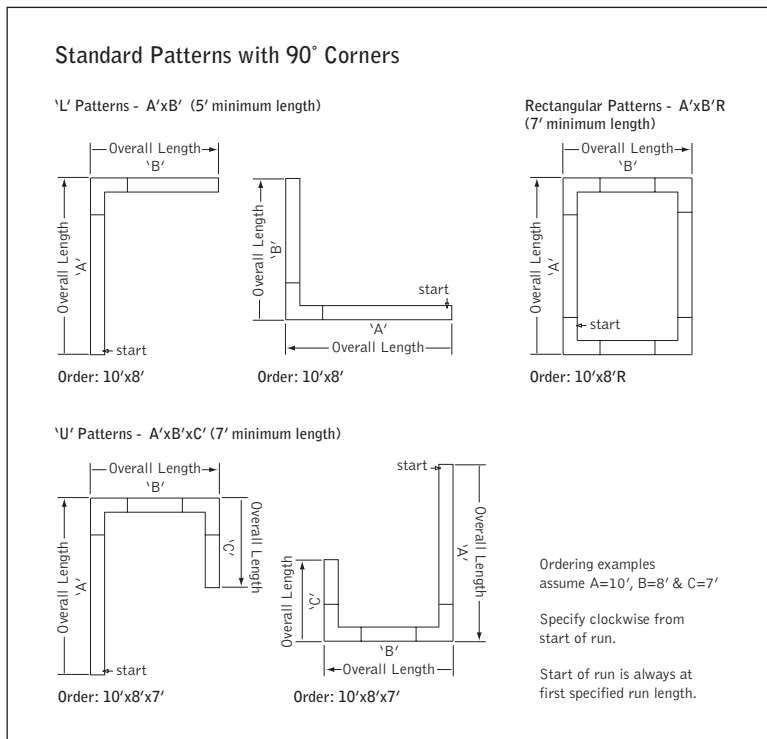 Standard Patterns with 90˚ Corners
‘L’ Patterns - A′xB′ (5′ minimum length)
Overall Length
‘B’
Overall Length
‘A’
start
Order: 10′x8′
Overall Length
‘B’
start
‘A’
Overall Length
Order: 10′x8′
Rectangular Patterns - A′xB′R
(7′ minimum length)
Overall Length
‘B’
Overall Length
‘A’
start
Order: 10′x8′R
‘U’ Patterns - A′xB′xC′ (7′ minimum length)
Overall Length
‘B’
Overall Length
‘A’
‘C’
Overall Length
start
Order: 10′x8′x7′
start
Overall Length
‘A’
Overall Length
‘C’
‘B’
Overall Length
Order: 10′x8′x7′
Ordering examples
assume A=10′, B=8′ & C=7′
Specify clockwise from
start of run.
Start of run is always at
first specified run length.